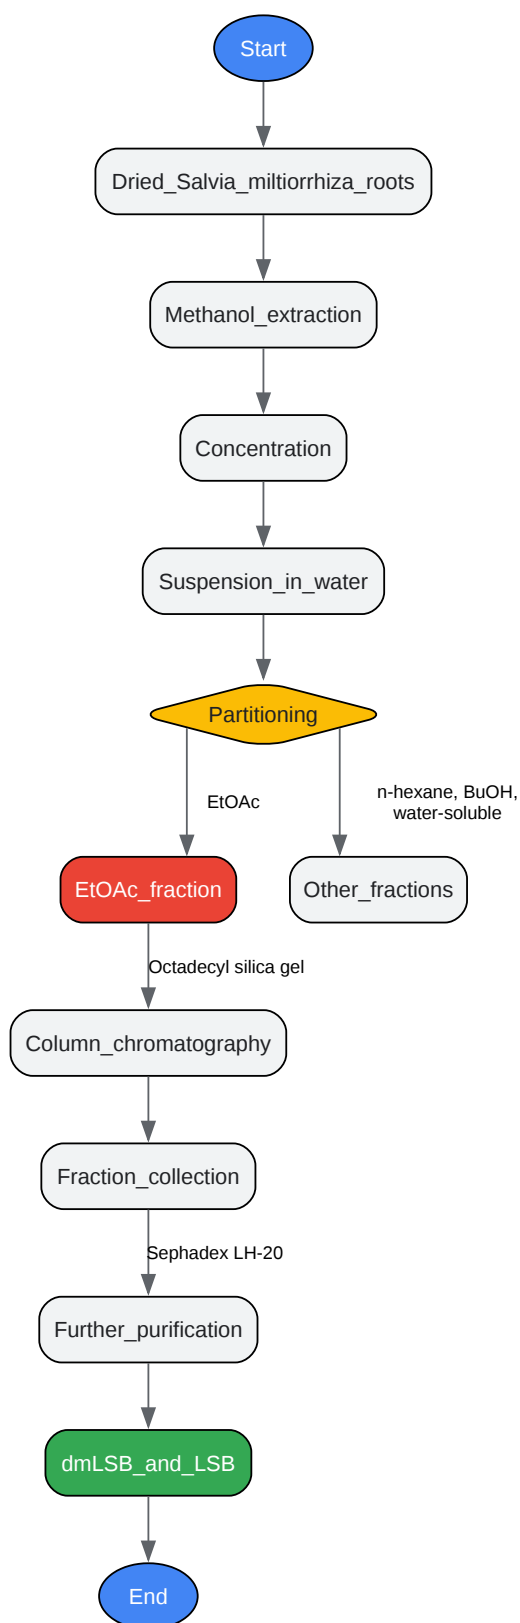 Start
Dried_Salvia_miltiorrhiza_roots
Methanol_extraction
Concentration
Suspension_in_water
Partitioning
EtOAc
n-hexane, BuOH,
water-soluble
EtOAc_fraction
Other_fractions
Octadecyl silica gel
Column_chromatography
Fraction_collection
Sephadex LH-20
Further_purification
dmLSB_and_LSB
End